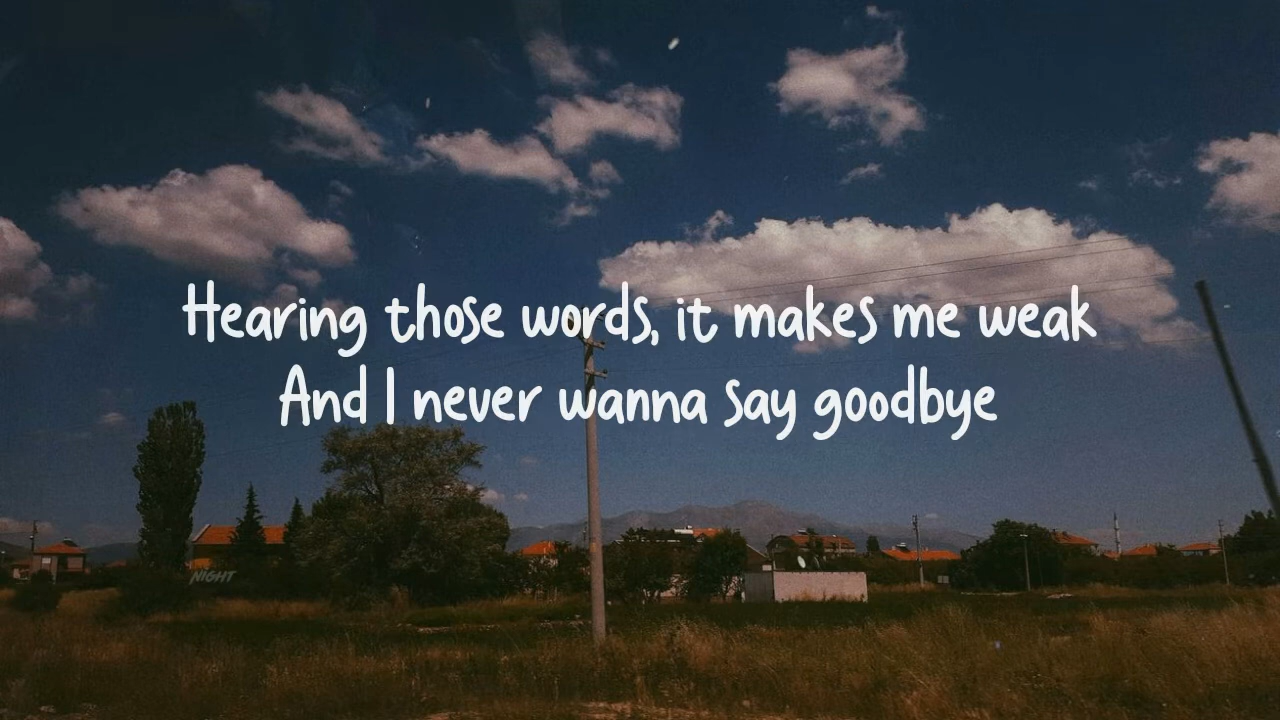 Hearing those words, it makes me weak
And I never wanna say goodbye
NIGHT